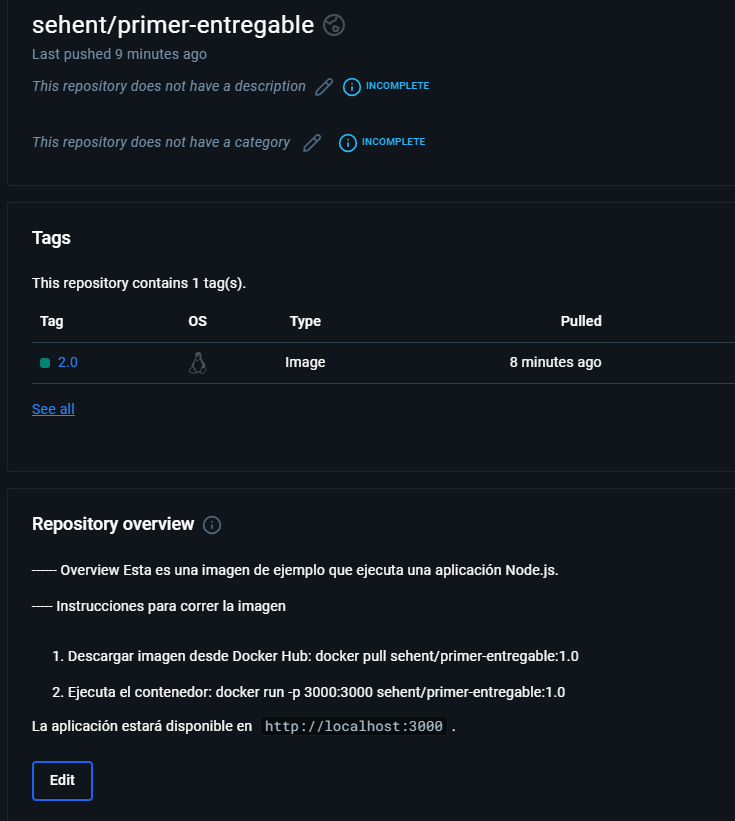 sehent/primer-entregable
Last pushed 9 minutes ago
This repository does not have a description INCOMPLETE
This repository does not have a category INCOMPLETE
Tags
This repository contains 1 tag(s).
Tag OS Type Pulled
2.0 Image 8 minutes ago
See all
Repository overview
------ Overview Esta es una imagen de ejemplo que ejecuta una aplicación Node.js.
----- Instrucciones para correr la imagen
1. Descargar imagen desde Docker Hub: docker pull sehent/primer-entregable:1.0
2. Ejecuta el contenedor: docker run -p 3000:3000 sehent/primer-entregable:1.0
La aplicación estará disponible en http://localhost:3000 .
Edit